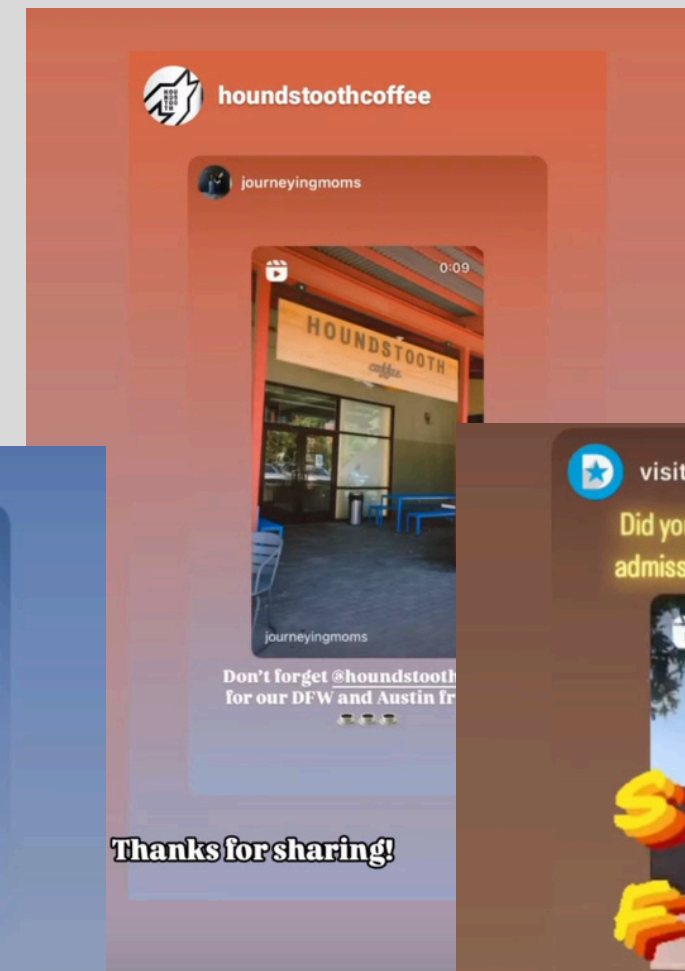 houndstoothcoffee
journeyingmoms
0:09
HOUNDSTOOTH
coffee
journeyingmoms
Don't forget @houndstooth
for our DFW and Austin fr
Thanks for sharing!
visit
Did you
admiss
S
F